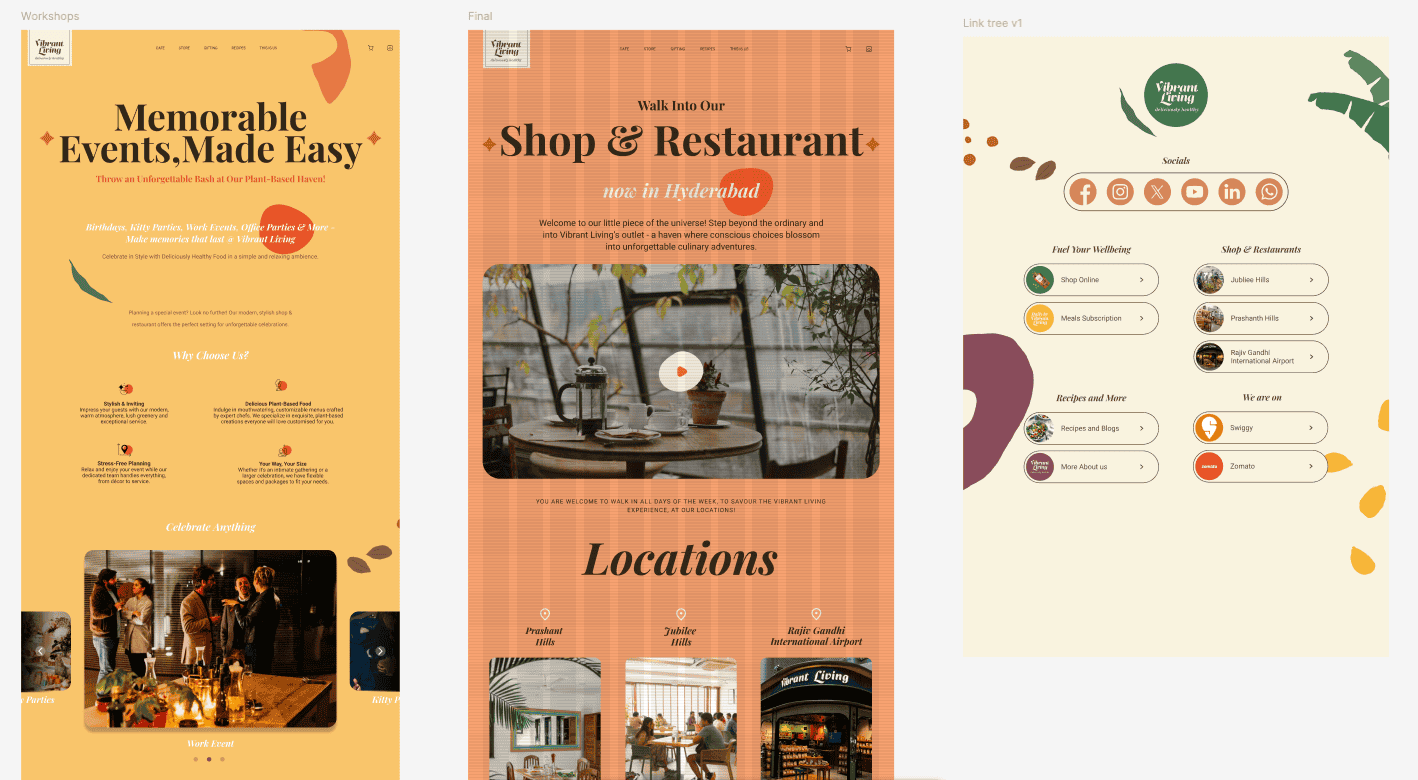 Workshops
Vibrant
Living
deliciously healthy
CAFE STORE GIFTING RECIPES THIS IS US
Memorable
Events,Made Easy
Throw an Unforgettable Bash at Our Plant-Based Haven!
Birthdays, Kitty Parties, Work Events, Office Parties & More -
Make memories that last @ Vibrant Living
Celebrate in Style with Deliciously Healthy Food in a simple and relaxing ambience.
Planning a special event? Look no further! Our modern, stylish shop &
restaurant offers the perfect setting for unforgettable celebrations.
Why Choose Us?
Stylish & Inviting
Impress your guests with our modern,
warm atmosphere, lush greenery and
exceptional service.
Delicious Plant-Based Food
Indulge in mouthwatering, customizable menus crafted
by expert chefs. We specialize in exquisite, plant-based
creations everyone will love customised for you.
Stress-Free Planning
Relax and enjoy your event while our
dedicated team handles everything,
from décor to service.
Your Way, Your Size
Whether it's an intimate gathering or a
larger celebration, we have flexible
spaces and packages to fit your needs.
Celebrate Anything
Parties
Kitty P
Work Event
Final
Vibrant
Living
deliciously healthy
CAFE STORE GIFTING RECIPES THIS IS US
Walk Into Our
Shop & Restaurant
now in Hyderabad
Welcome to our little piece of the universe! Step beyond the ordinary and
into Vibrant Living's outlet - a haven where conscious choices blossom
into unforgettable culinary adventures.
YOU ARE WELCOME TO WALK IN ALL DAYS OF THE WEEK, TO SAVOUR THE VIBRANT LIVING
EXPERIENCE, AT OUR LOCATIONS!
Locations
Prashant
Hills
Jubilee
Hills
Rajiv Gandhi
International Airport
Vibrant Living
Link tree v1
Vibrant
Living
deliciously healthy
Socials
Fuel Your Wellbeing
Shop Online
Meals Subscription
Shop & Restaurants
Jubliee Hills
Prashanth Hills
Rajiv Gandhi
International Airport
Recipes and More
Recipes and Blogs
Vibrant
Living
More About us
We are on
Swiggy
zomato
Zomato